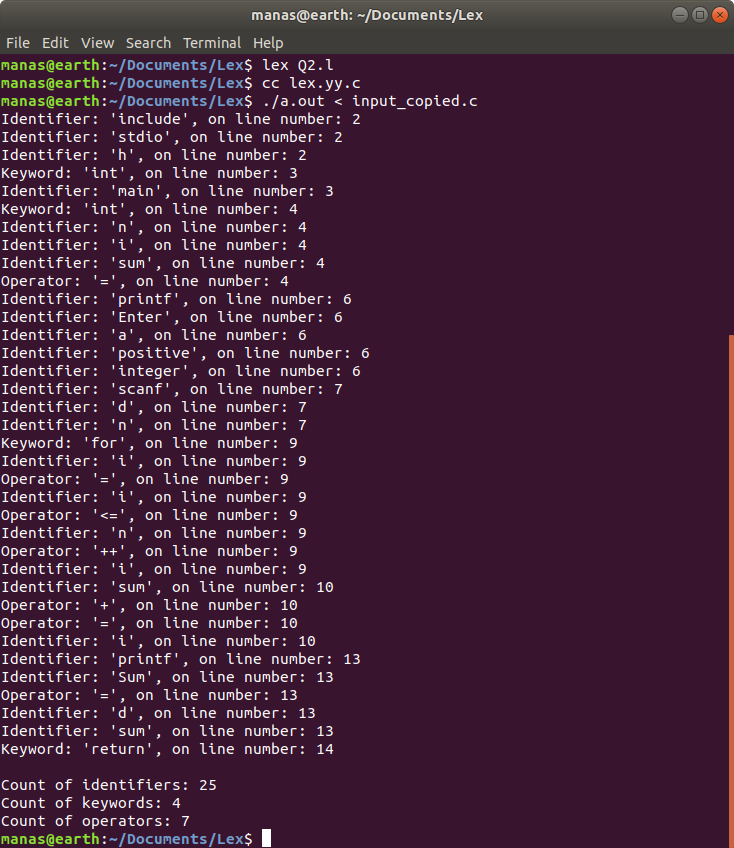 manas@earth: ~/Documents/Lex
File Edit View Search Terminal Help
manas@earth:~/Documents/Lex$ lex Q2.l
manas@earth:~/Documents/Lex$ cc lex.yy.c
manas@earth:~/Documents/Lex$ ./a.out < input_copied.c
Identifier: 'include', on line number: 2
Identifier: 'stdio', on line number: 2
Identifier: 'h', on line number: 2
Keyword: 'int', on line number: 3
Identifier: 'main', on line number: 3
Keyword: 'int', on line number: 4
Identifier: 'n', on line number: 4
Identifier: 'i', on line number: 4
Identifier: 'sum', on line number: 4
Operator: '=', on line number: 4
Identifier: 'printf', on line number: 6
Identifier: 'Enter', on line number: 6
Identifier: 'a', on line number: 6
Identifier: 'positive', on line number: 6
Identifier: 'integer', on line number: 6
Identifier: 'scanf', on line number: 7
Identifier: 'd', on line number: 7
Identifier: 'n', on line number: 7
Keyword: 'for', on line number: 9
Identifier: 'i', on line number: 9
Operator: '=', on line number: 9
Identifier: 'i', on line number: 9
Operator: '<=', on line number: 9
Identifier: 'n', on line number: 9
Operator: '++', on line number: 9
Identifier: 'i', on line number: 9
Identifier: 'sum', on line number: 10
Operator: '+', on line number: 10
Operator: '=', on line number: 10
Identifier: 'i', on line number: 10
Identifier: 'printf', on line number: 13
Identifier: 'Sum', on line number: 13
Operator: '=', on line number: 13
Identifier: 'd', on line number: 13
Identifier: 'sum', on line number: 13
Keyword: 'return', on line number: 14
Count of identifiers: 25
Count of keywords: 4
Count of operators: 7
manas@earth:~/Documents/Lex$